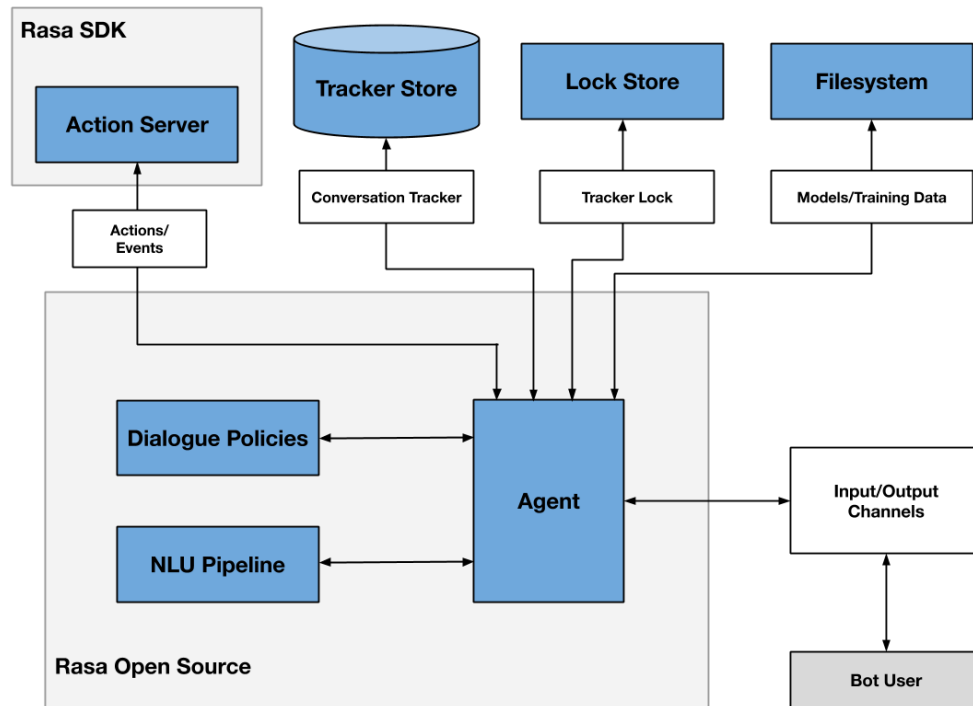 Rasa SDK
Action Server
Tracker Store
Lock Store
Filesystem
Actions/
Events
Conversation Tracker
Tracker Lock
Models/Training Data
Dialogue Policies
NLU Pipeline
Agent
Input/Output
Channels
Rasa Open Source
Bot User